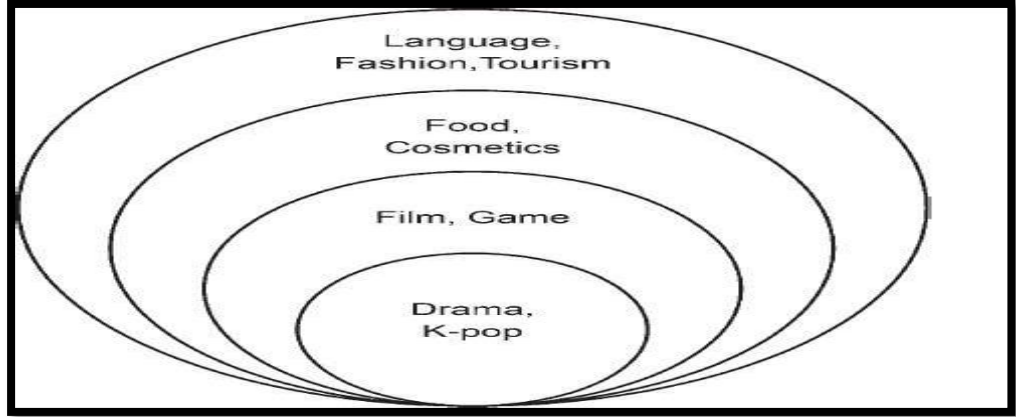 Language,
Fashion,Tourism
Food,
Cosmetics
Film, Game
Drama,
K-pop